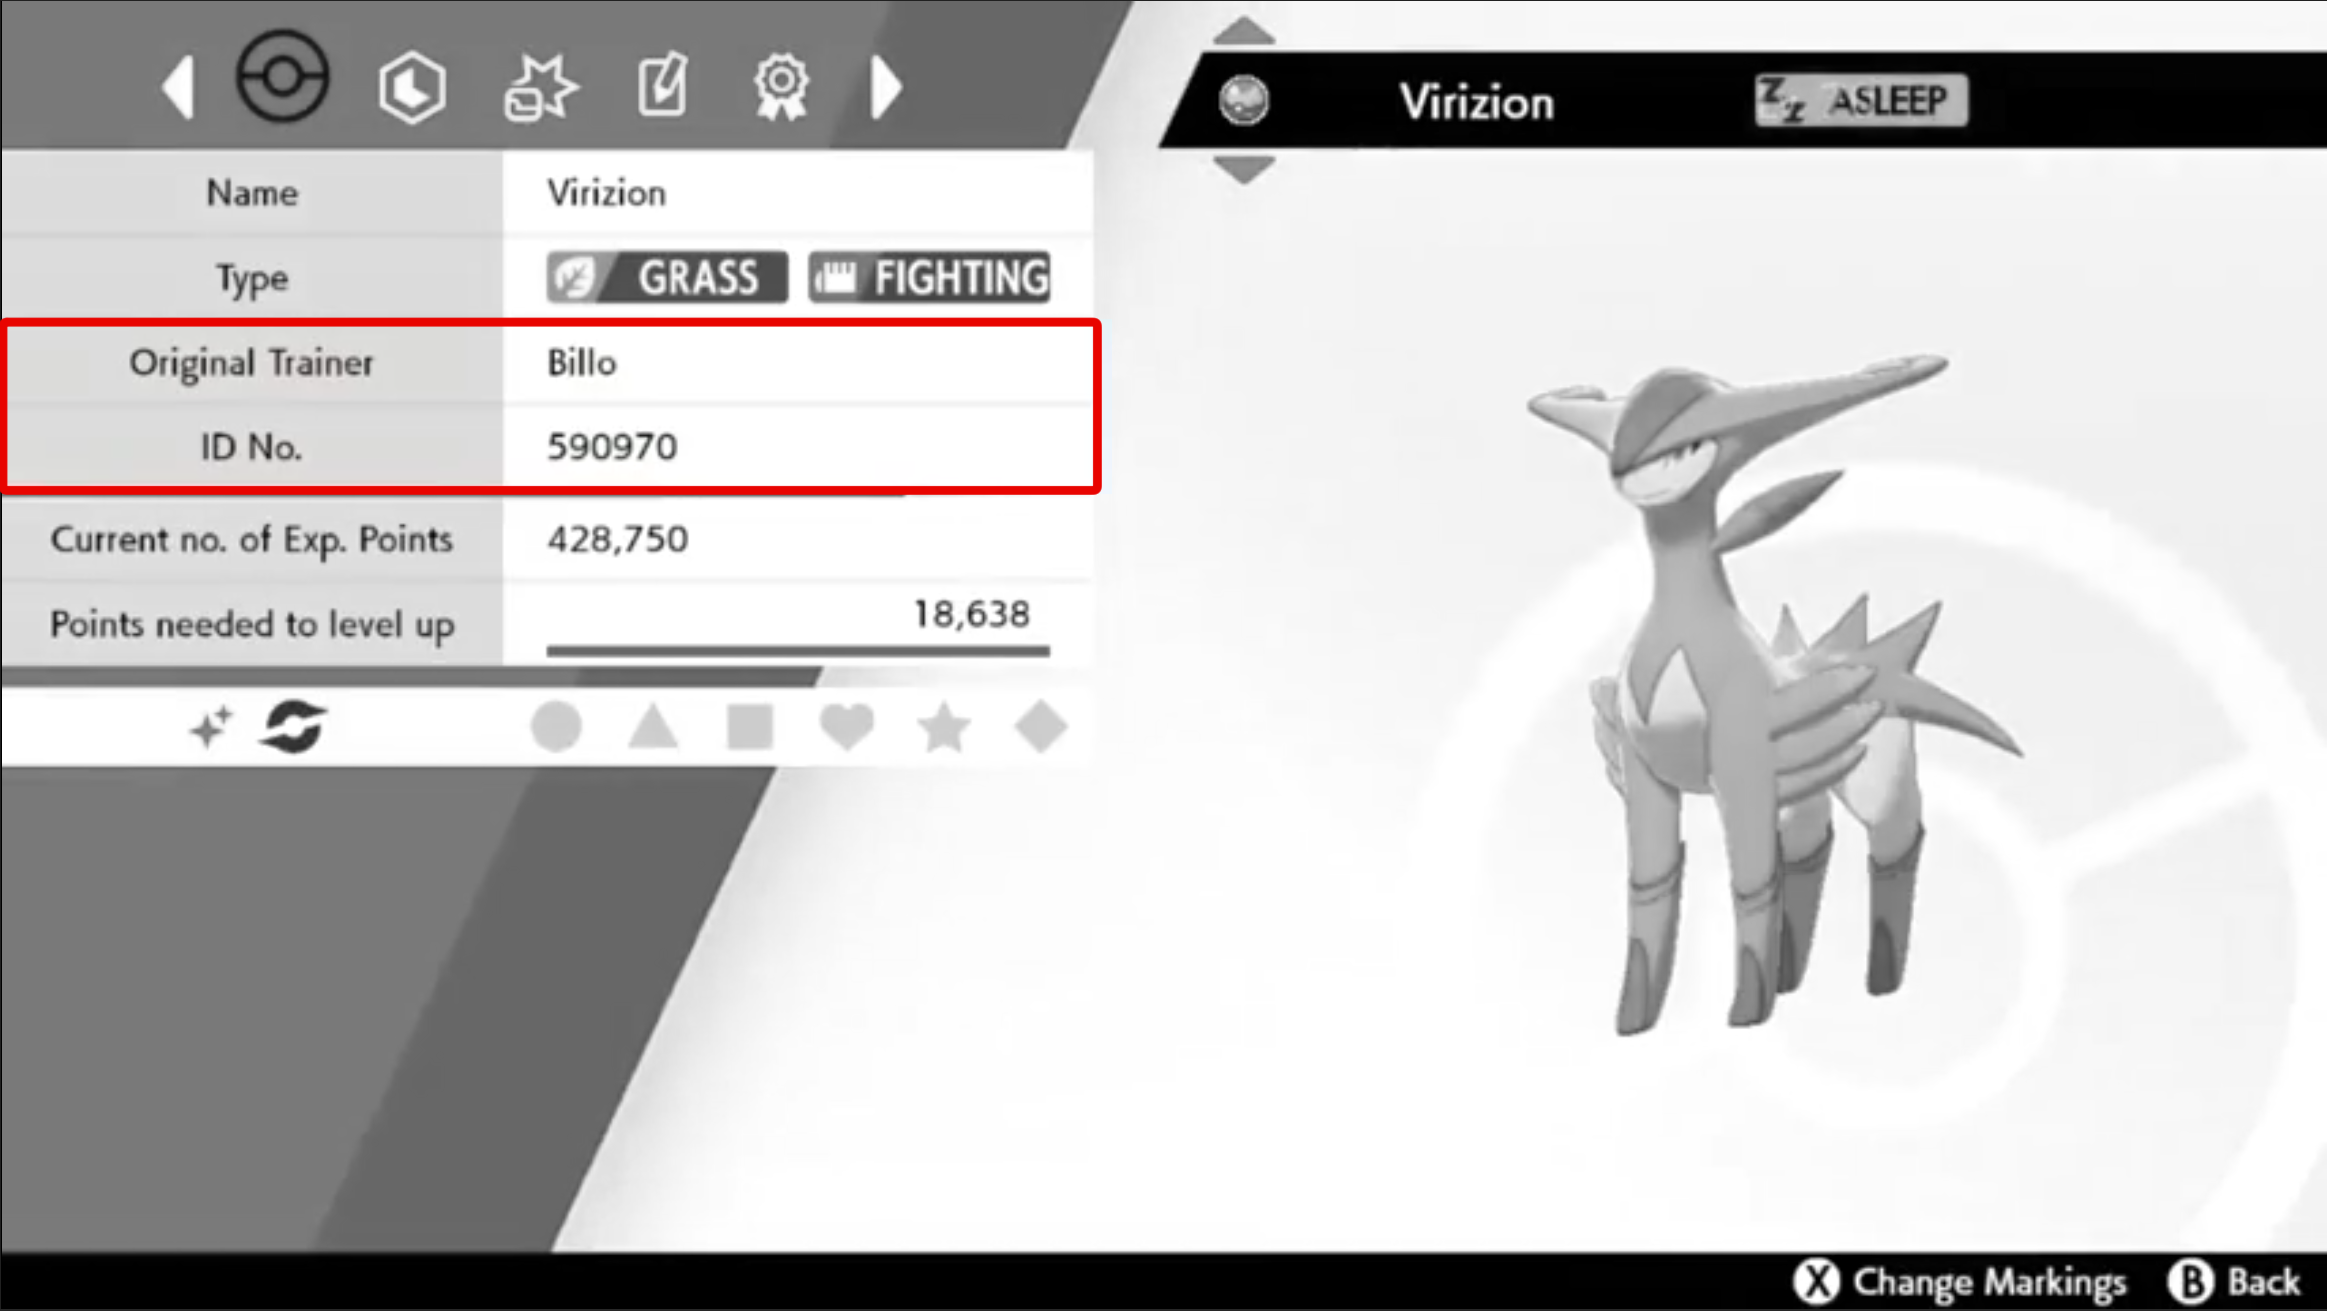 Virizion
Zz ASLEEP
Name Virizion
Type GRASS FIGHTING
Original Trainer Billo
ID No. 590970
Current no. of Exp. Points 428,750
Points needed to level up 18,638
X Change Markings B Back